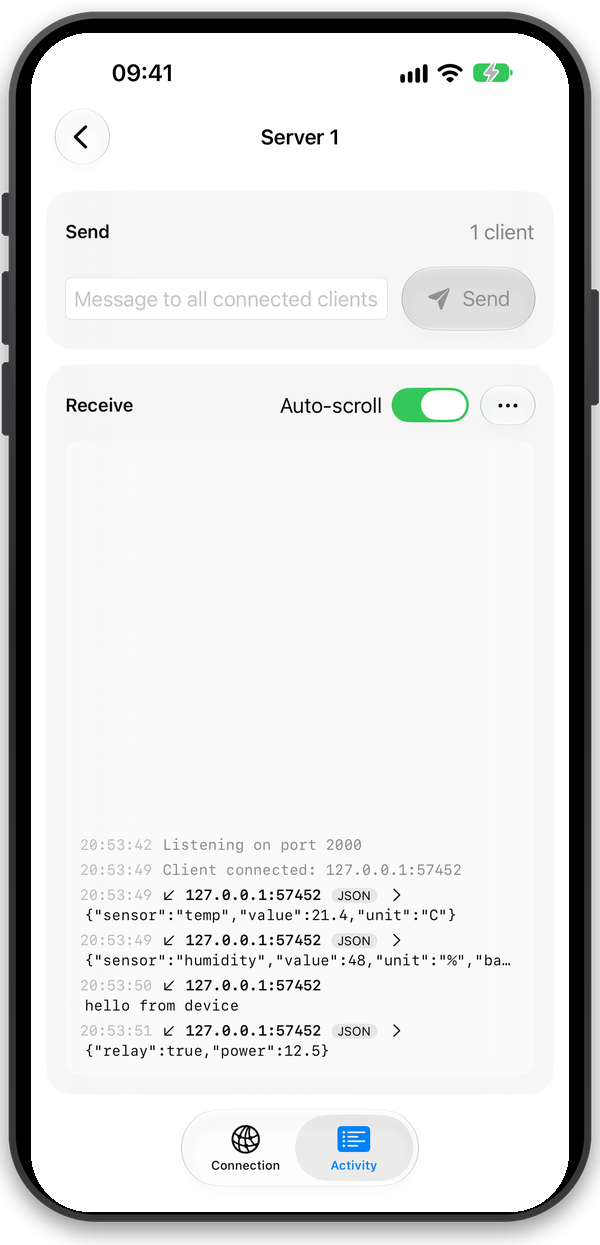 09:41
Server 1
Send
1 client
Message to all connected clients
Send
Receive
Auto-scroll
20:53:42 Listening on port 2000
20:53:49 Client connected: 127.0.0.1:57452
20:53:49 ↙ 127.0.0.1:57452 JSON >
{"sensor":"temp","value":21.4,"unit":"C"}
20:53:49 ↙ 127.0.0.1:57452 JSON >
{"sensor":"humidity","value":48,"unit":"%","ba…
20:53:50 ↙ 127.0.0.1:57452
hello from device
20:53:51 ↙ 127.0.0.1:57452 JSON >
{"relay":true,"power":12.5}
Connection
Activity